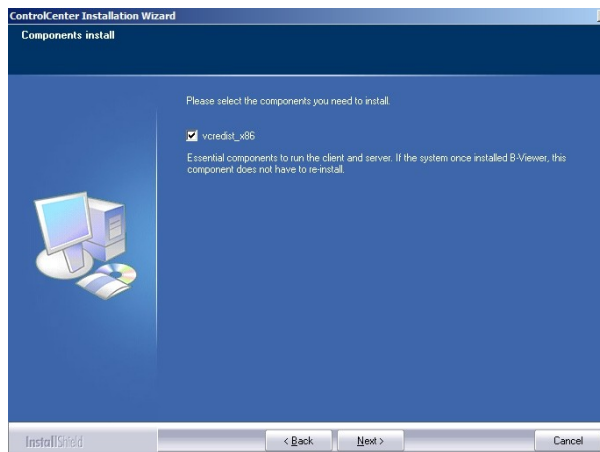 ControlCenter Installation Wizard
Components install
Please select the components you need to install.
vcredist_x86
Essential components to run the client and server. If the system once installed B-Viewer, this
component does not have to re-install.
InstallShield
< Back
Next >
Cancel